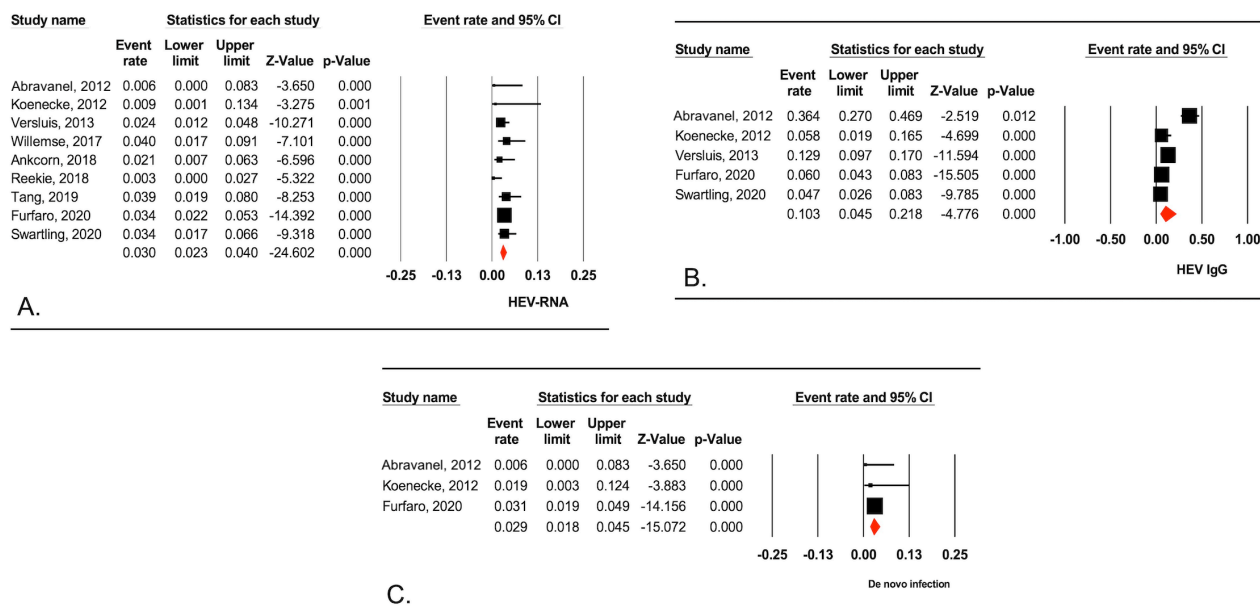 Study name Statistics for each study Event rate and 95% CI
Event rate Lower limit Upper limit Z-Value p-Value
Abravanel, 2012 0.006 0.000 0.083 -3.650 0.000
Koenecke, 2012 0.009 0.001 0.134 -3.275 0.001
Versluis, 2013 0.024 0.012 0.048 -10.271 0.000
Willemse, 2017 0.040 0.017 0.091 -7.101 0.000
Ankcorn, 2018 0.021 0.007 0.063 -6.596 0.000
Reekie, 2018 0.003 0.000 0.027 -5.322 0.000
Tang, 2019 0.039 0.019 0.080 -8.253 0.000
Furfaro, 2020 0.034 0.022 0.053 -14.392 0.000
Swartling, 2020 0.034 0.017 0.066 -9.318 0.000
0.030 0.023 0.040 -24.602 0.000
-0.25 -0.13 0.00 0.13 0.25
HEV-RNA
A.
Study name Statistics for each study Event rate and 95% CI
Event rate Lower limit Upper limit Z-Value p-Value
Abravanel, 2012 0.364 0.270 0.469 -2.519 0.012
Koenecke, 2012 0.058 0.019 0.165 -4.699 0.000
Versluis, 2013 0.129 0.097 0.170 -11.594 0.000
Furfaro, 2020 0.060 0.043 0.083 -15.505 0.000
Swartling, 2020 0.047 0.026 0.083 -9.785 0.000
0.103 0.045 0.218 -4.776 0.000
-1.00 -0.50 0.00 0.50 1.00
HEV IgG
B.
Study name Statistics for each study Event rate and 95% CI
Event rate Lower limit Upper limit Z-Value p-Value
Abravanel, 2012 0.006 0.000 0.083 -3.650 0.000
Koenecke, 2012 0.019 0.003 0.124 -3.883 0.000
Furfaro, 2020 0.031 0.019 0.049 -14.156 0.000
0.029 0.018 0.045 -15.072 0.000
-0.25 -0.13 0.00 0.13 0.25
De novo infection
C.